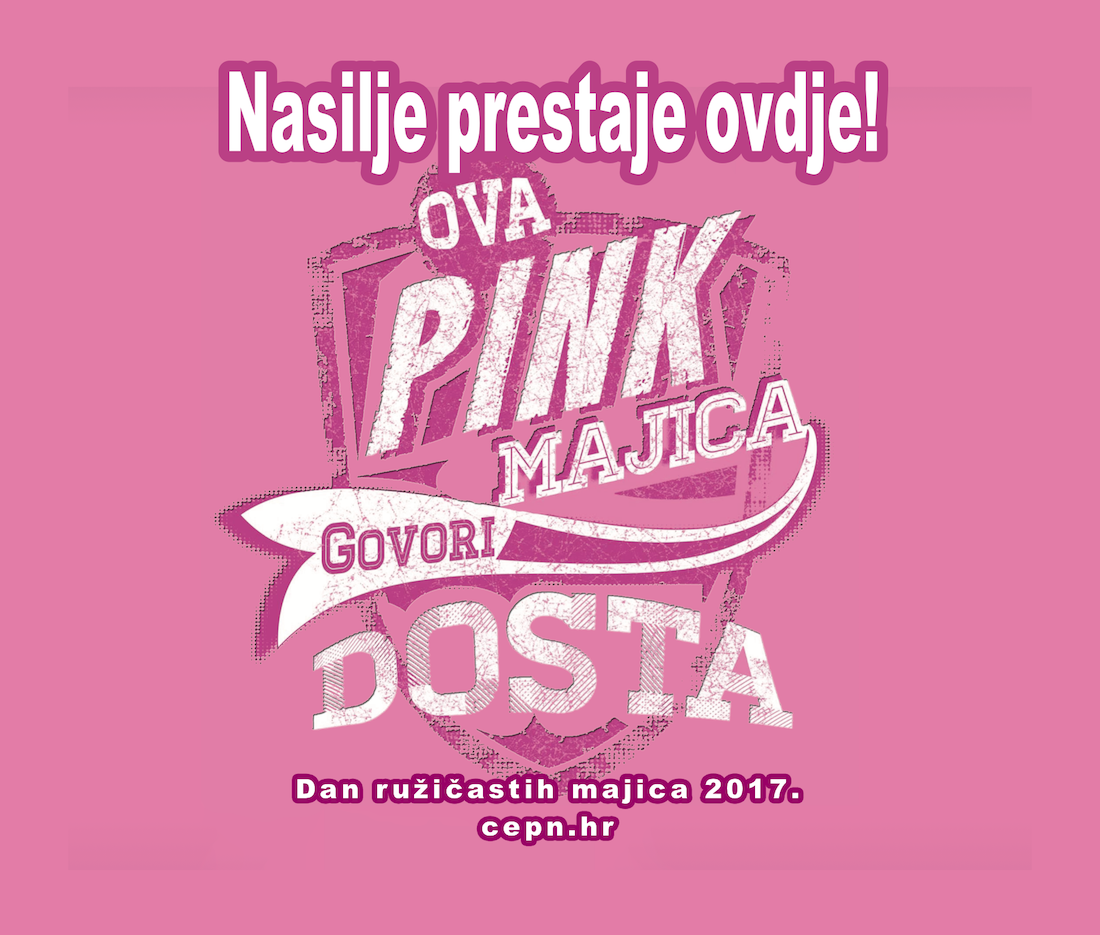 Nasilje prestaje ovdje!
OVA
PINK
MAJICA
GOVORI
DOSTA
Dan ružičastih majica 2017.
cepn.hr